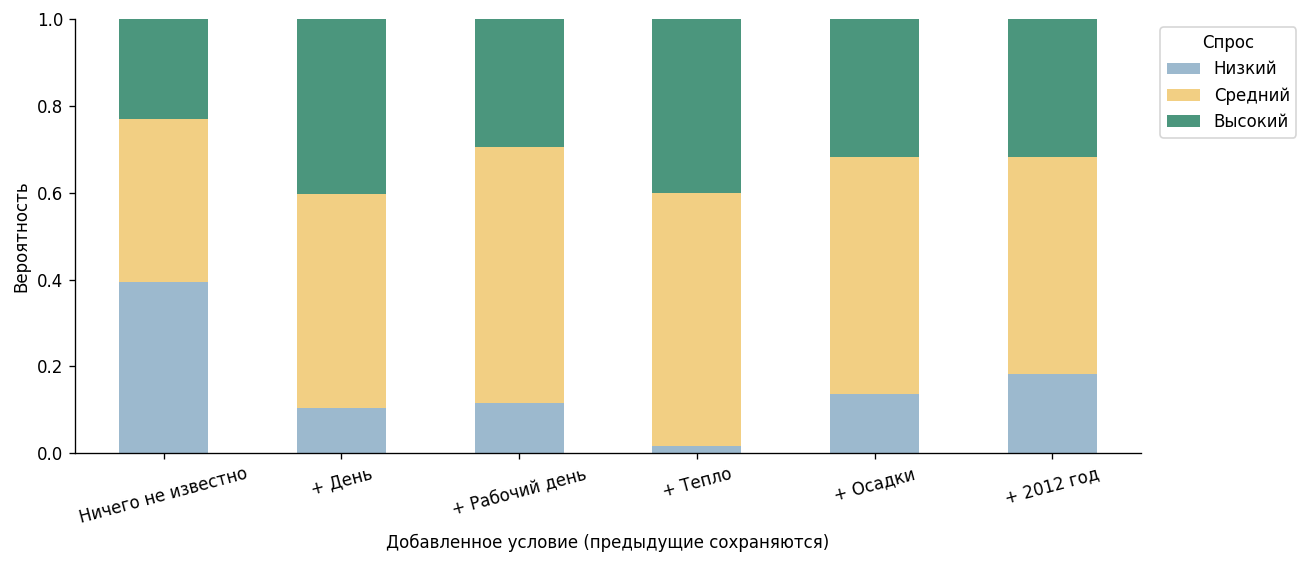 1.0
0.8
0.6
0.4
0.2
0.0
Вероятность
Ничего не известно
+ День
+ Рабочий день
+ Тепло
+ Осадки
+ 2012 год
Добавленное условие (предыдущие сохраняются)
Спрос
Низкий
Средний
Высокий